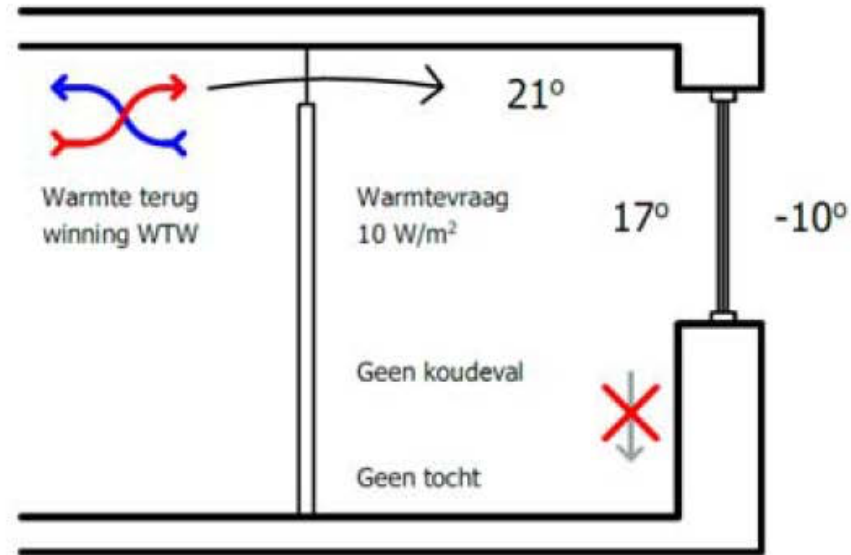 21°
Warmte terug
winning WTW
Warmtevraag
10 W/m²
17°
-10°
Geen koudeval
Geen tocht